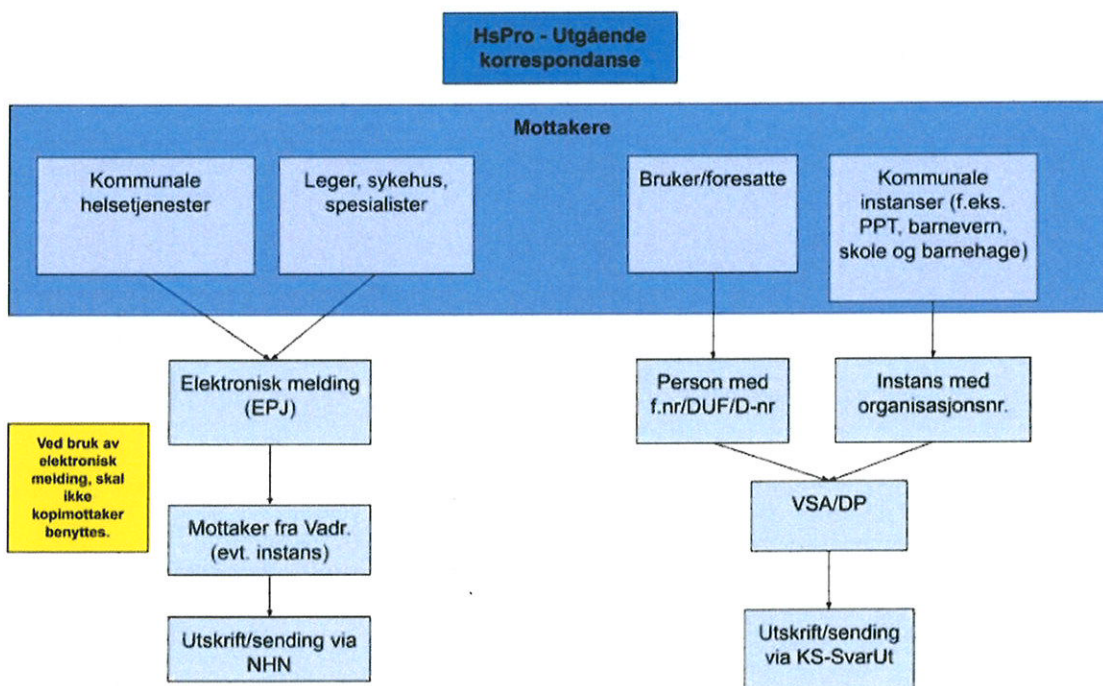 HsPro - Utgående
korrespondanse
Mottakere
Kommunale
helsetjenester
Leger, sykehus,
spesialister
Bruker/foresatte
Kommunale
instanser (f.eks.
PPT, barnevern,
skole og barnehage)
Elektronisk melding
(EPJ)
Person med
f.nr/DUF/D-nr
Instans med
organisasjonsnr.
Ved bruk av
elektronisk
melding, skal
ikke
kopimottaker
benyttes.
Mottaker fra Vadr.
(evt. instans)
VSA/DP
Utskrift/sending via
NHN
Utskrift/sending
via KS-SvarUt